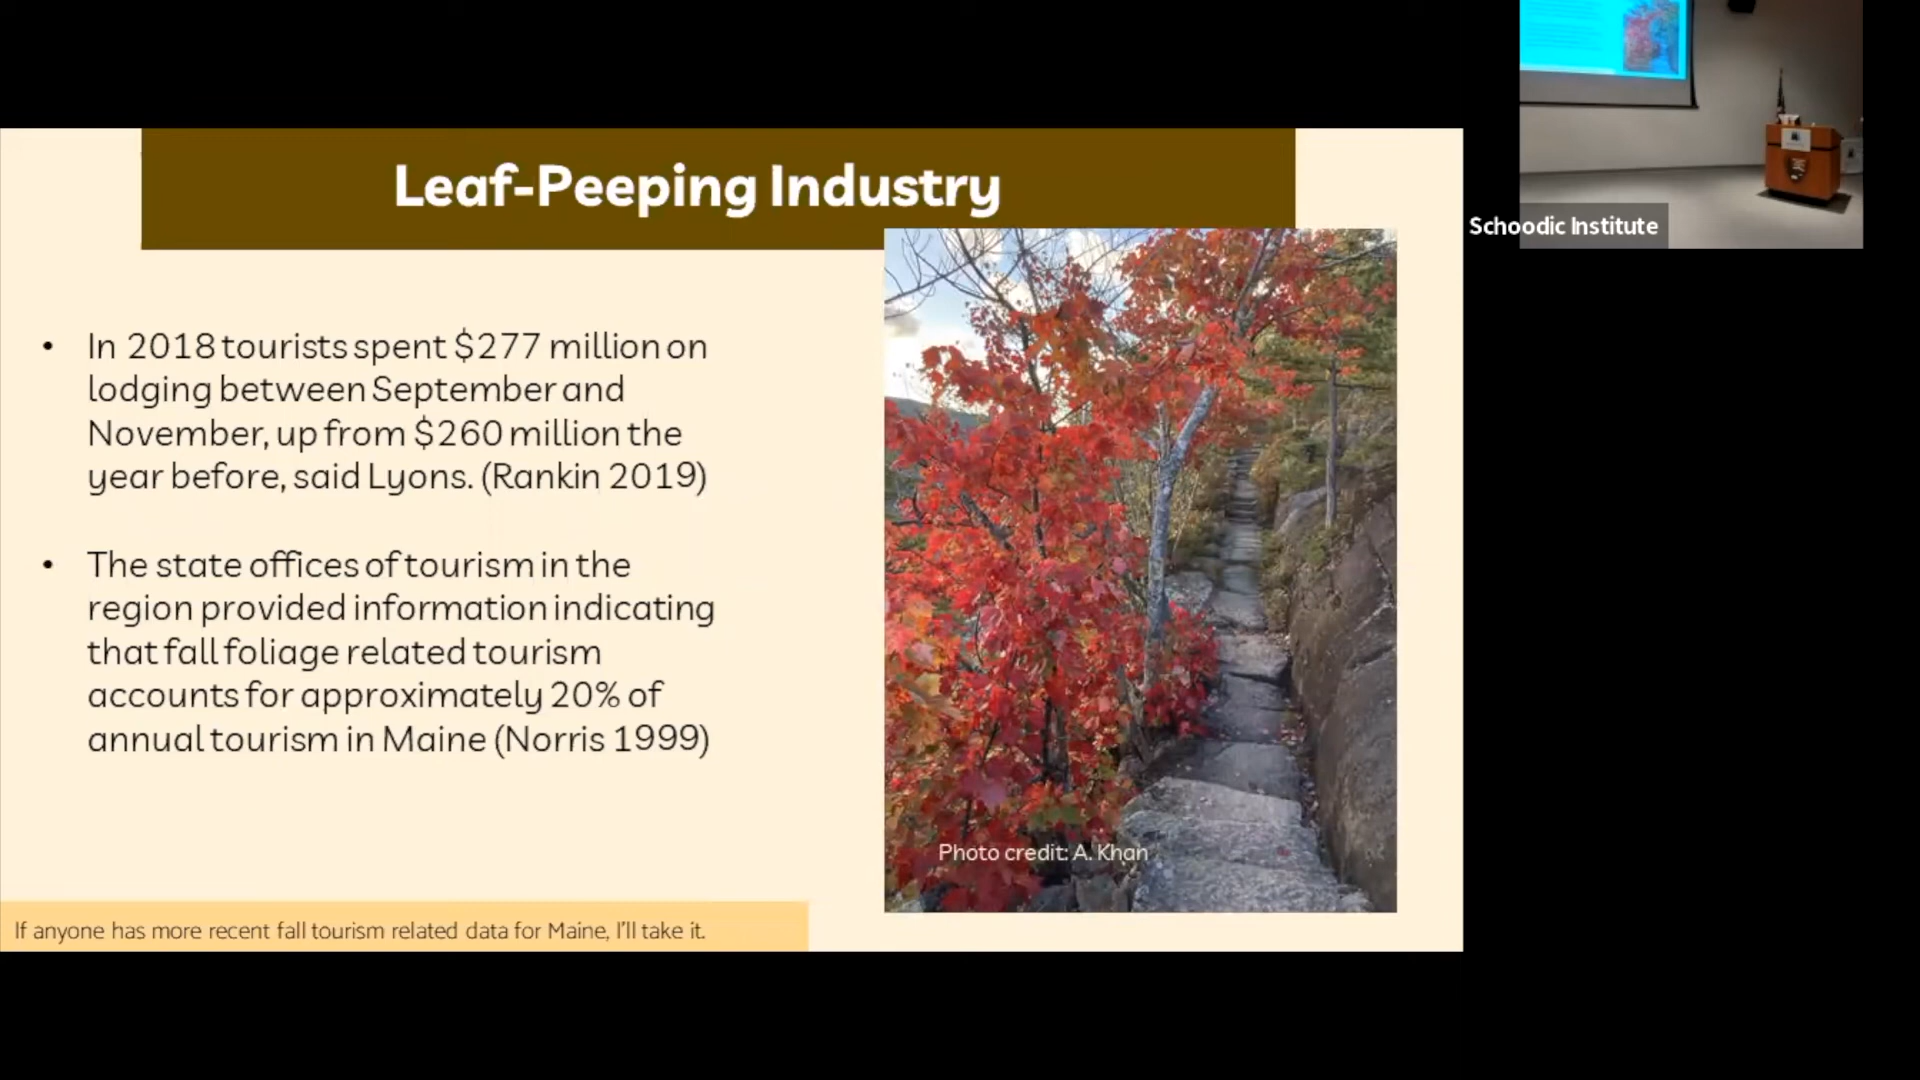 Leaf-Peeping Industry
• In 2018 tourists spent $277 million on
lodging between September and
November, up from $260 million the
year before, said Lyons. (Rankin 2019)
• The state offices of tourism in the
region provided information indicating
that fall foliage related tourism
accounts for approximately 20% of
annual tourism in Maine (Norris 1999)
Photo credit: A. Khan
If anyone has more recent fall tourism related data for Maine, I'll take it.
Schoodic Institute